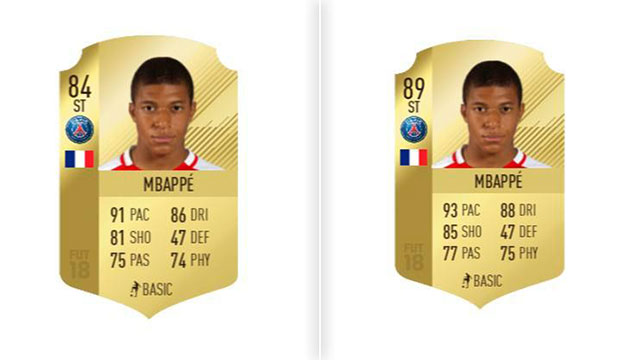 84
ST
MBAPPÉ
91 PAC 86 DRI
81 SHO 47 DEF
75 PAS 74 PHY
FUT
18
BASIC
89
ST
MBAPPÉ
93 PAC 88 DRI
85 SHO 47 DEF
77 PAS 75 PHY
FUT
18
BASIC